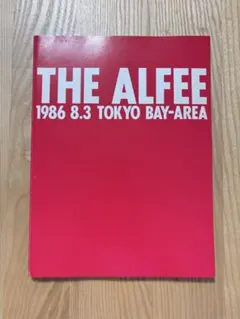 THE ALFEE
1986 8.3 TOKYO BAY-AREA